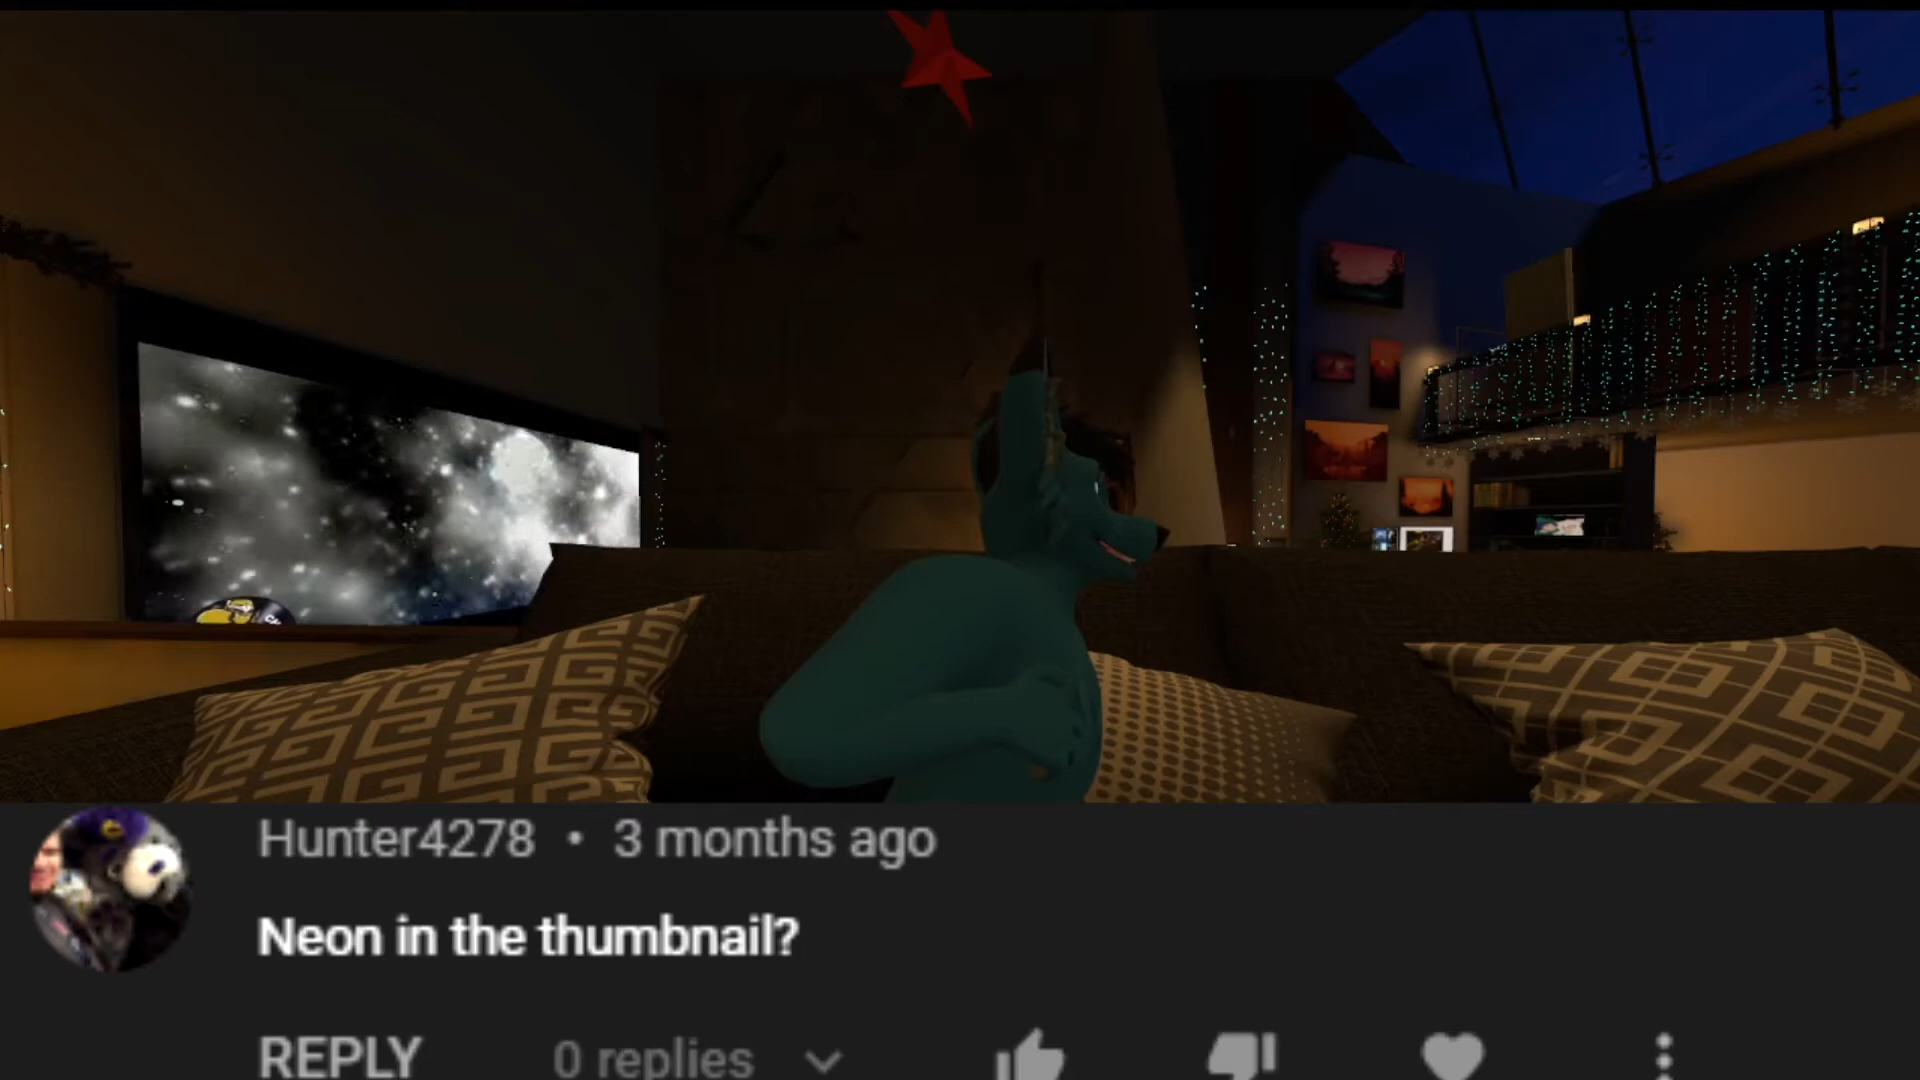 Hunter4278 • 3 months ago
Neon in the thumbnail?
REPLY 0 replies